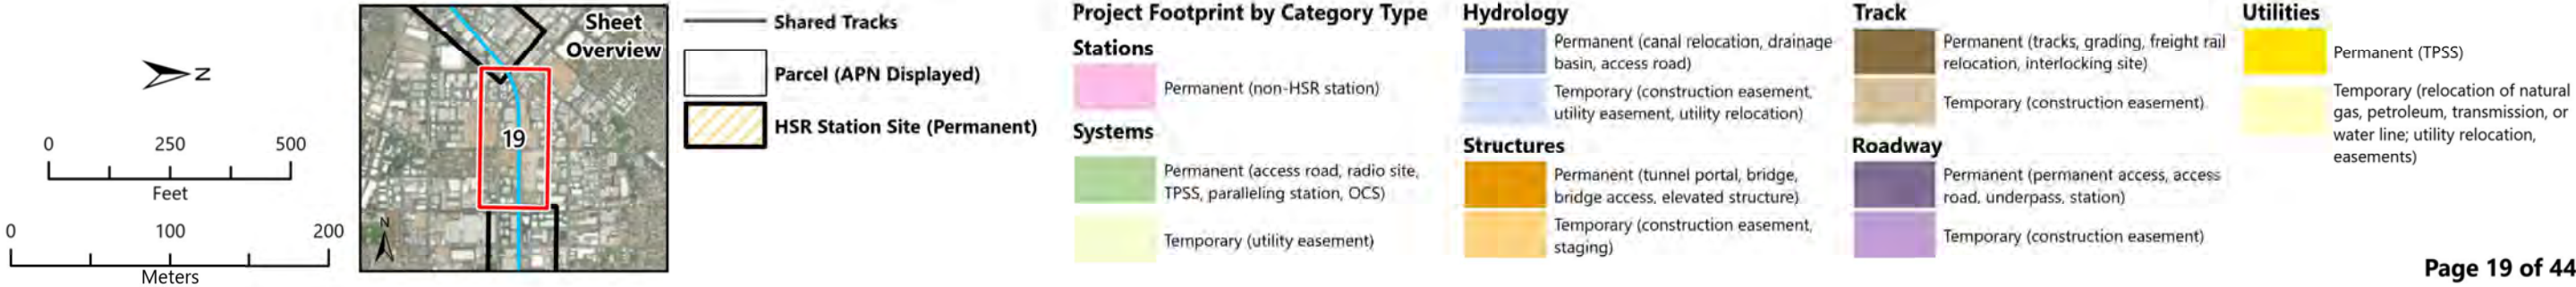 N
0 250 500
Feet
0 100 200
Meters
Sheet
Overview
19
N
Shared Tracks
Parcel (APN Displayed)
HSR Station Site (Permanent)
Project Footprint by Category Type
Stations
Permanent (non-HSR station)
Systems
Permanent (access road, radio site,
TPSS, paralleling station, OCS)
Temporary (utility easement)
Hydrology
Permanent (canal relocation, drainage
basin, access road)
Temporary (construction easement,
utility easement, utility relocation)
Structures
Permanent (tunnel portal, bridge,
bridge access, elevated structure)
Temporary (construction easement,
staging)
Track
Permanent (tracks, grading, freight rail
relocation, interlocking site)
Temporary (construction easement)
Roadway
Permanent (permanent access, access
road, underpass, station)
Temporary (construction easement)
Utilities
Permanent (TPSS)
Temporary (relocation of natural
gas, petroleum, transmission, or
water line; utility relocation,
easements)
Page 19 of 44